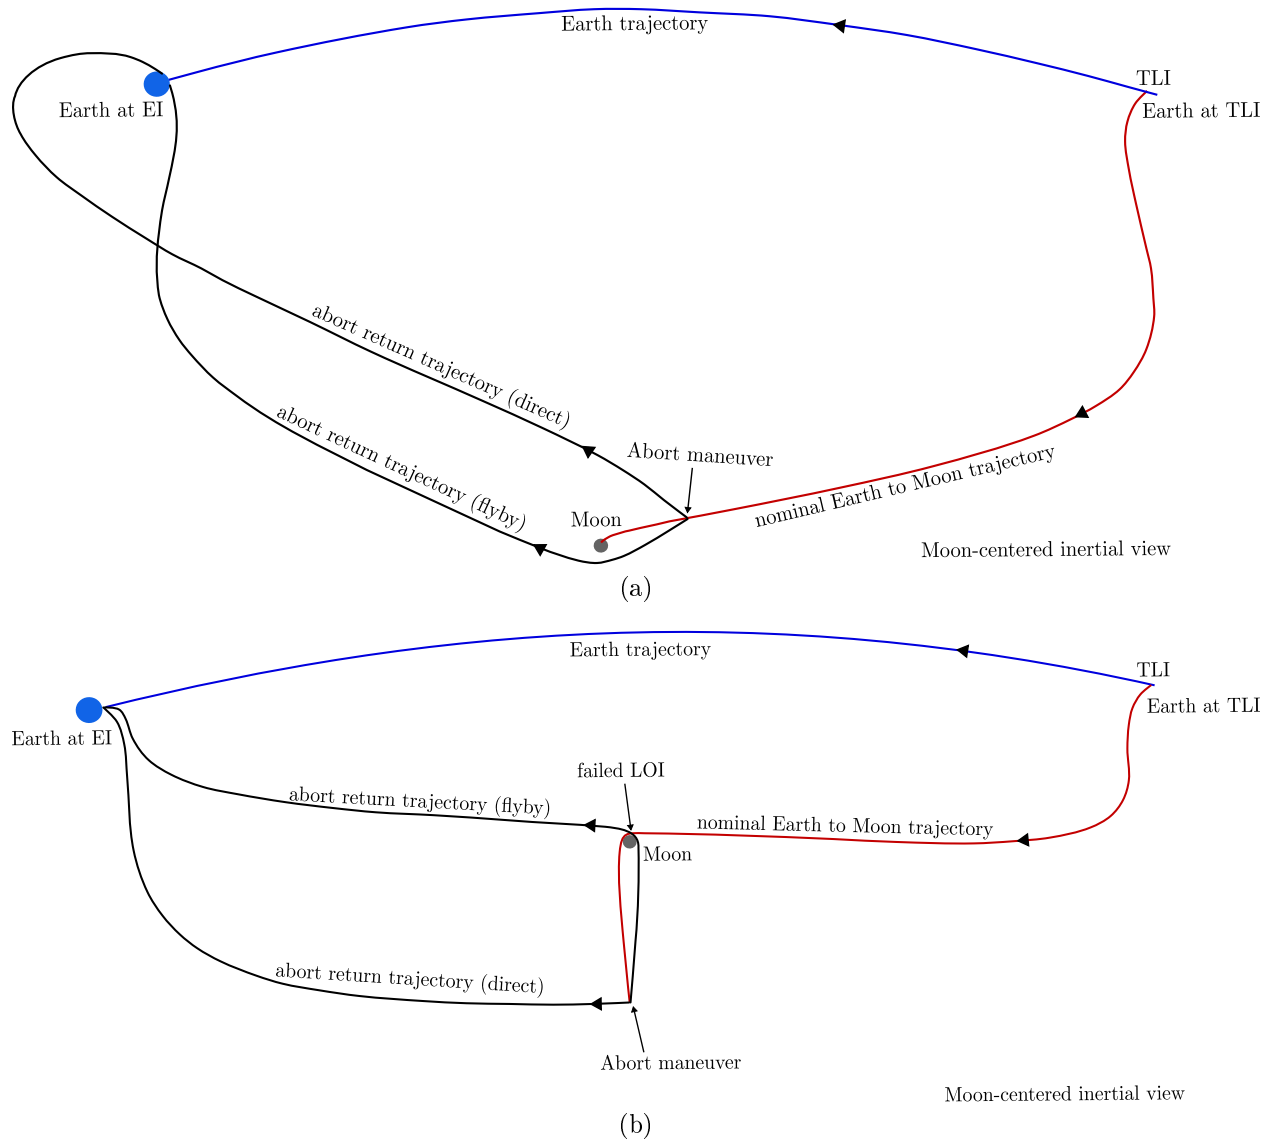 Earth trajectory
TLI
Earth at EI
Earth at TLI
abort return trajectory (direct)
abort return trajectory (flyby)
Abort maneuver
nominal Earth to Moon trajectory
Moon
Moon-centered inertial view
(a)
Earth trajectory
TLI
Earth at TLI
Earth at EI
failed LOI
abort return trajectory (flyby)
nominal Earth to Moon trajectory
Moon
abort return trajectory (direct)
Abort maneuver
Moon-centered inertial view
(b)